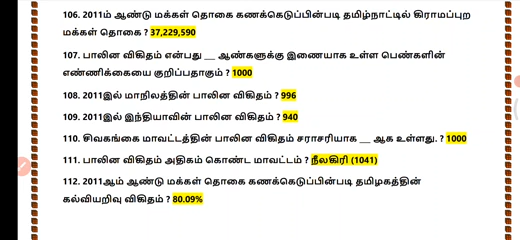 106. 2011ம் ஆண்டு மக்கள் தொகை கணக்கெடுப்பின்படி தமிழ்நாட்டில் கிராமப்புற
மக்கள் தொகை ? 37,229,590
107. பாலின விகிதம் என்பது __ ஆண்களுக்கு இணையாக உள்ள பெண்களின்
எண்ணிக்கையை குறிப்பதாகும் ? 1000
108. 2011இல் மாநிலத்தின் பாலின விகிதம் ? 996
109. 2011இல் இந்தியாவின் பாலின விகிதம் ? 940
110. சிவகங்கை மாவட்டத்தின் பாலின விகிதம் சராசரியாக __ ஆக உள்ளது. ? 1000
111. பாலின விகிதம் அதிகம் கொண்ட மாவட்டம் ? நீலகிரி (1041)
112. 2011ஆம் ஆண்டு மக்கள் தொகை கணக்கெடுப்பின்படி தமிழகத்தின்
கல்வியறிவு விகிதம் ? 80.09%